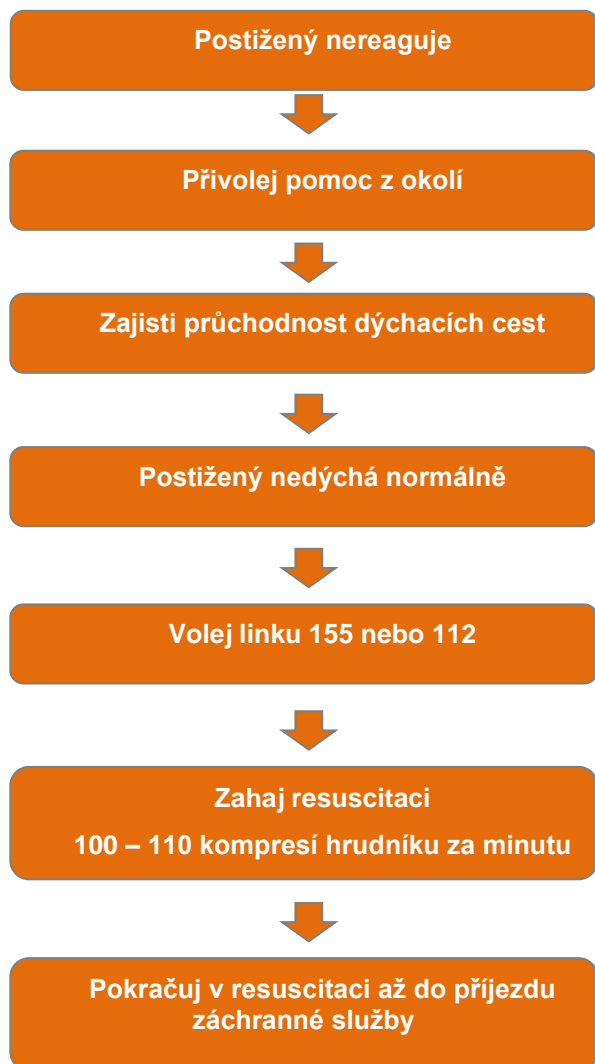 Postižený nereaguje
Přivolej pomoc z okolí
Zajisti průchodnost dýchacích cest
Postižený nedýchá normálně
Volej linku 155 nebo 112
Zahaj resuscitaci
100 – 110 kompresí hrudníku za minutu
Pokračuj v resuscitaci až do příjezdu
záchranné služby